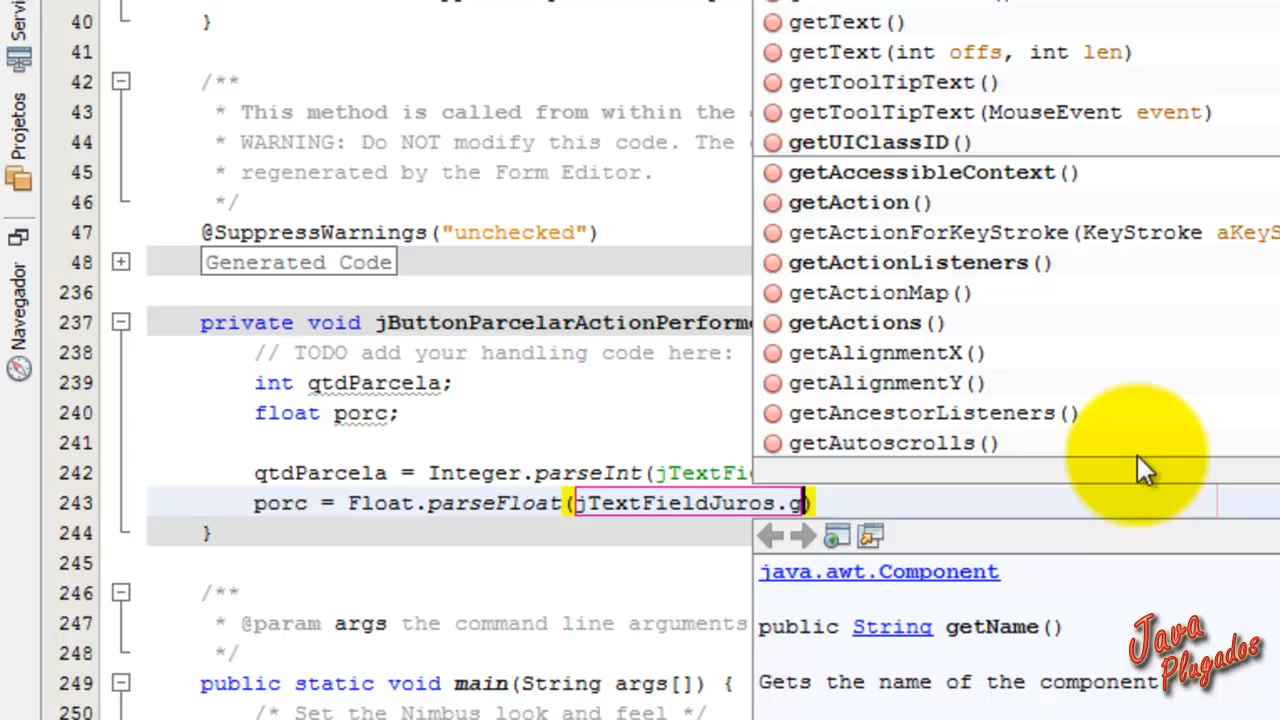 Servi
Projetos
Navegador
40 }
41
42 /**
43 * This method is called from within the
44 * WARNING: Do NOT modify this code. The
45 * regenerated by the Form Editor.
46 */
47 @SuppressWarnings("unchecked")
48 Generated Code
236
237 private void jButtonParcelarActionPerforme
238 // TODO add your handling code here:
239 int qtdParcela;
240 float porc;
241
242 qtdParcela = Integer.parseInt(jTextFi
243 porc = Float.parseFloat(jTextFieldJuros.g)
244 }
245
246 /**
247 * @param args the command line arguments
248 */
249 public static void main(String args[]) {
250 /* Set the Nimbus look and feel */
getText()
getText(int offs, int len)
getToolTipText()
getToolTipText(MouseEvent event)
getUIClassID()
getAccessibleContext()
getAction()
getActionForKeyStroke(KeyStroke aKeyS
getActionListeners()
getActionMap()
getActions()
getAlignmentX()
getAlignmentY()
getAncestorListeners()
getAutoscrolls()
java.awt.Component
public String getName()
Gets the name of the component
Java
Plugados